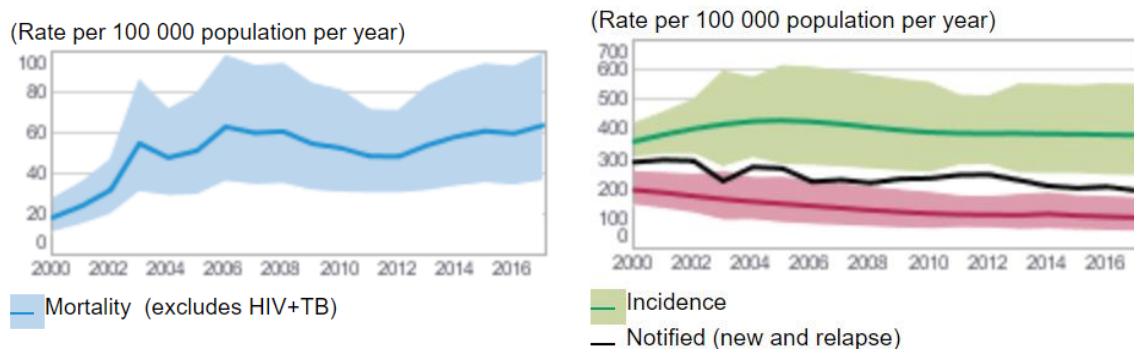 (Rate per 100 000 population per year)
100
80
60
40
20
0
2000 2002 2004 2006 2008 2010 2012 2014 2016
Mortality (excludes HIV+TB)
(Rate per 100 000 population per year)
700
600
500
400
300
200
100
0
2000 2002 2004 2006 2008 2010 2012 2014 2016
Incidence
Notified (new and relapse)